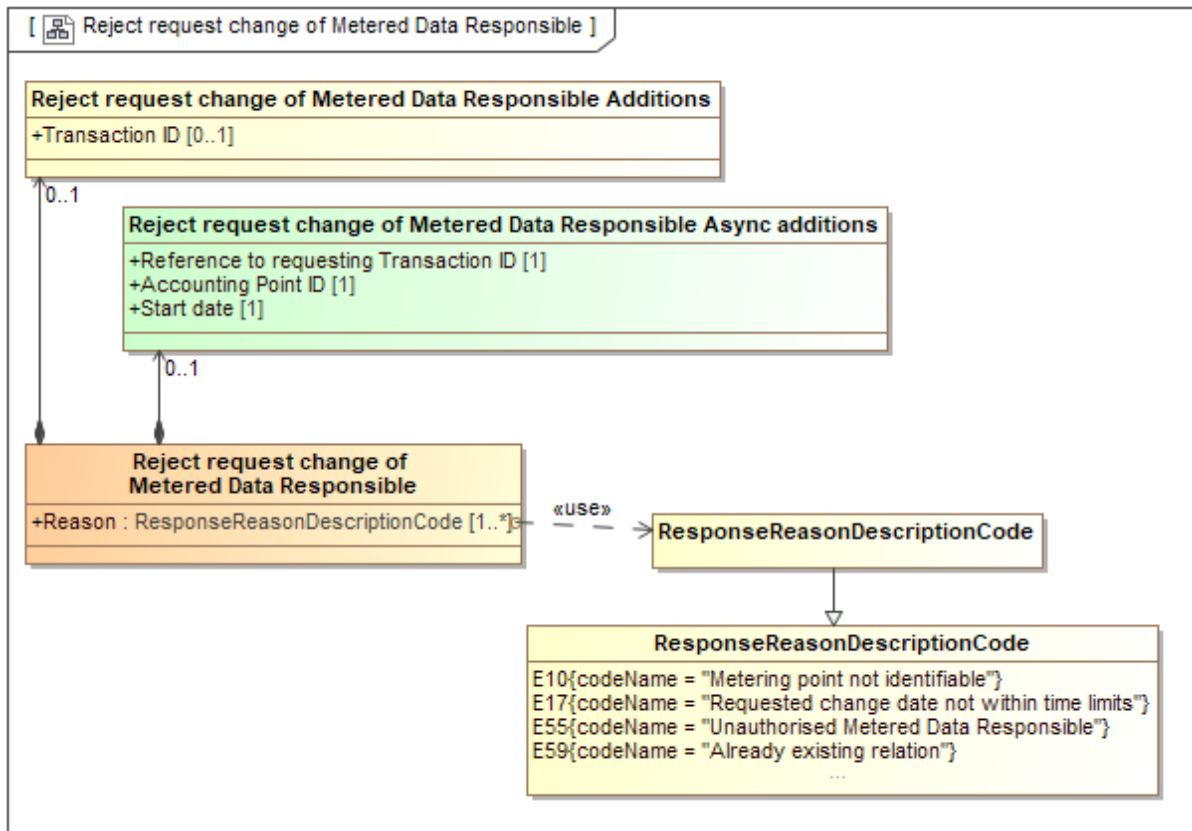 [ Reject request change of Metered Data Responsible ]
Reject request change of Metered Data Responsible Additions
+Transaction ID [0..1]
0..1
Reject request change of Metered Data Responsible Async additions
+Reference to requesting Transaction ID [1]
+Accounting Point ID [1]
+Start date [1]
0..1
Reject request change of
Metered Data Responsible
+Reason : ResponseReasonDescriptionCode [1..*]
«use»
ResponseReasonDescriptionCode
ResponseReasonDescriptionCode
E10{codeName = "Metering point not identifiable"}
E17{codeName = "Requested change date not within time limits"}
E55{codeName = "Unauthorised Metered Data Responsible"}
E59{codeName = "Already existing relation"}
...